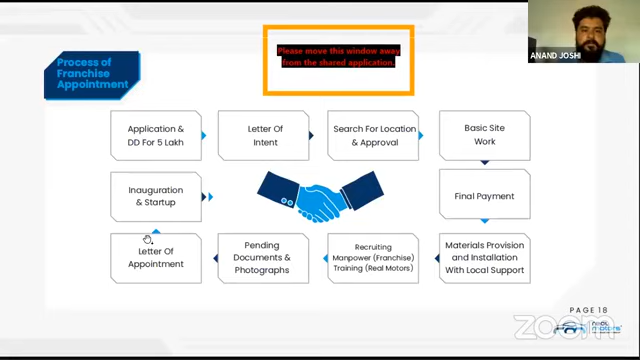 Please move this window away
from the shared application.
ANAND JOSHI
Process of
Franchise
Appointment
Application &
DD For 5 Lakh
Letter Of
Intent
Search For Location
& Approval
Basic Site
Work
Inauguration
& Startup
Final Payment
Letter Of
Appointment
Pending
Documents &
Photographs
Recruiting
Manpower (Franchise)
Training (Real Motors)
Materials Provision
and Installation
With Local Support
PAGE 18
motors
zoom